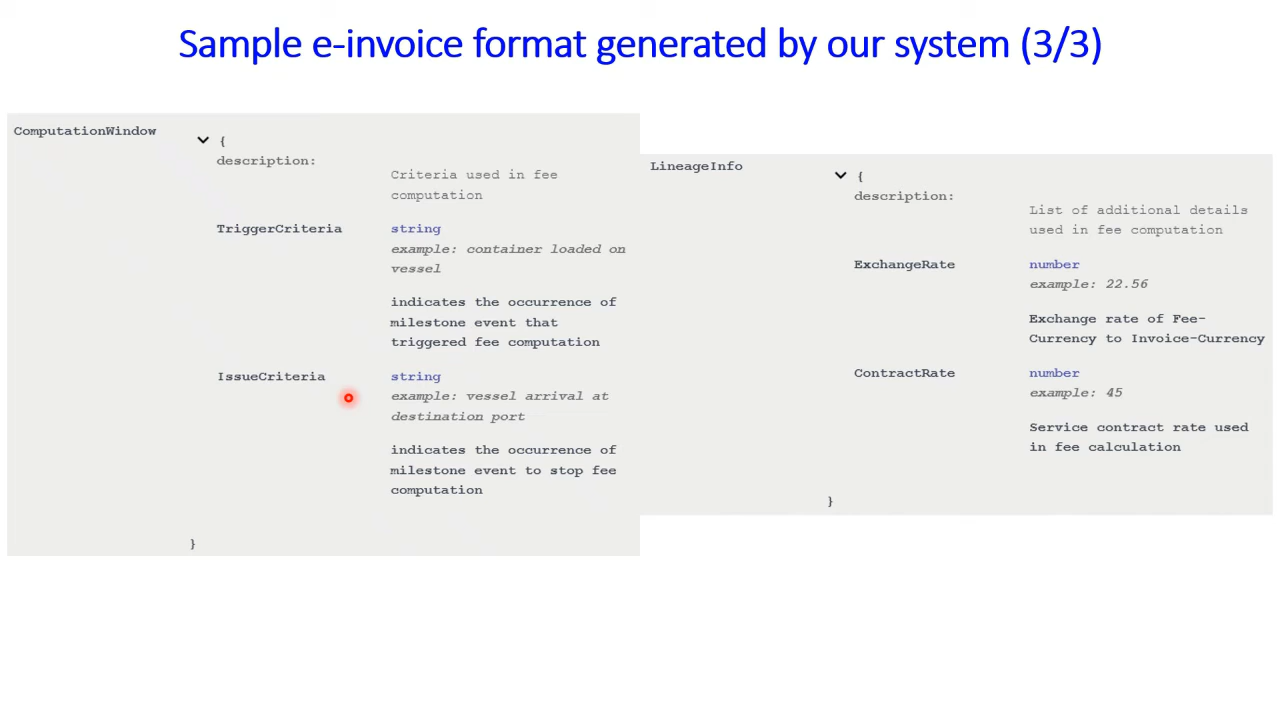 Sample e-invoice format generated by our system (3/3)
ComputationWindow
{
description:
Criteria used in fee
computation
TriggerCriteria
string
example: container loaded on
vessel
indicates the occurrence of
milestone event that
triggered fee computation
IssueCriteria
string
example: vessel arrival at
destination port
indicates the occurrence of
milestone event to stop fee
computation
}
LineageInfo
{
description:
List of additional details
used in fee computation
ExchangeRate
number
example: 22.56
Exchange rate of Fee-
Currency to Invoice-Currency
ContractRate
number
example: 45
Service contract rate used
in fee calculation
}